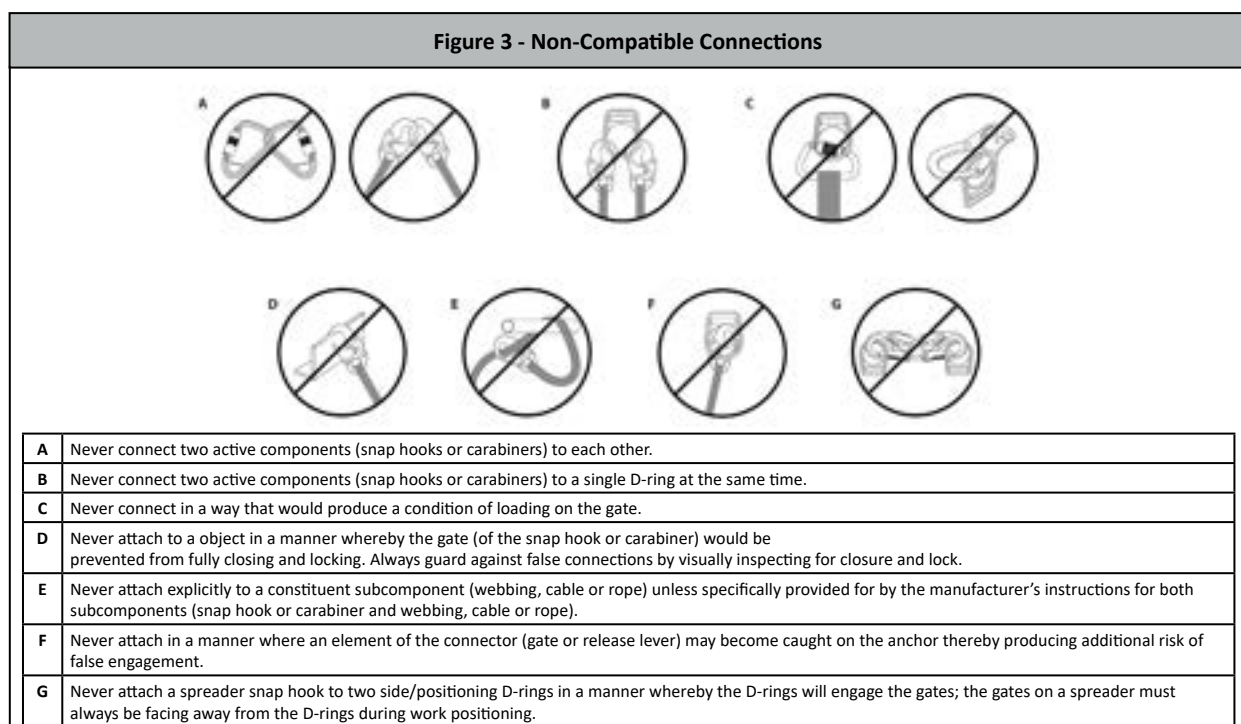 Figure 3 - Non-Compatible Connections
A
B
C
D
E
F
G
A Never connect two active components (snap hooks or carabiners) to each other.
B Never connect two active components (snap hooks or carabiners) to a single D-ring at the same time.
C Never connect in a way that would produce a condition of loading on the gate.
D Never attach to a object in a manner whereby the gate (of the snap hook or carabiner) would be
prevented from fully closing and locking. Always guard against false connections by visually inspecting for closure and lock.
E Never attach explicitly to a constituent subcomponent (webbing, cable or rope) unless specifically provided for by the manufacturer's instructions for both
subcomponents (snap hook or carabiner and webbing, cable or rope).
F Never attach in a manner where an element of the connector (gate or release lever) may become caught on the anchor thereby producing additional risk of
false engagement.
G Never attach a spreader snap hook to two side/positioning D-rings in a manner whereby the D-rings will engage the gates; the gates on a spreader must
always be facing away from the D-rings during work positioning.